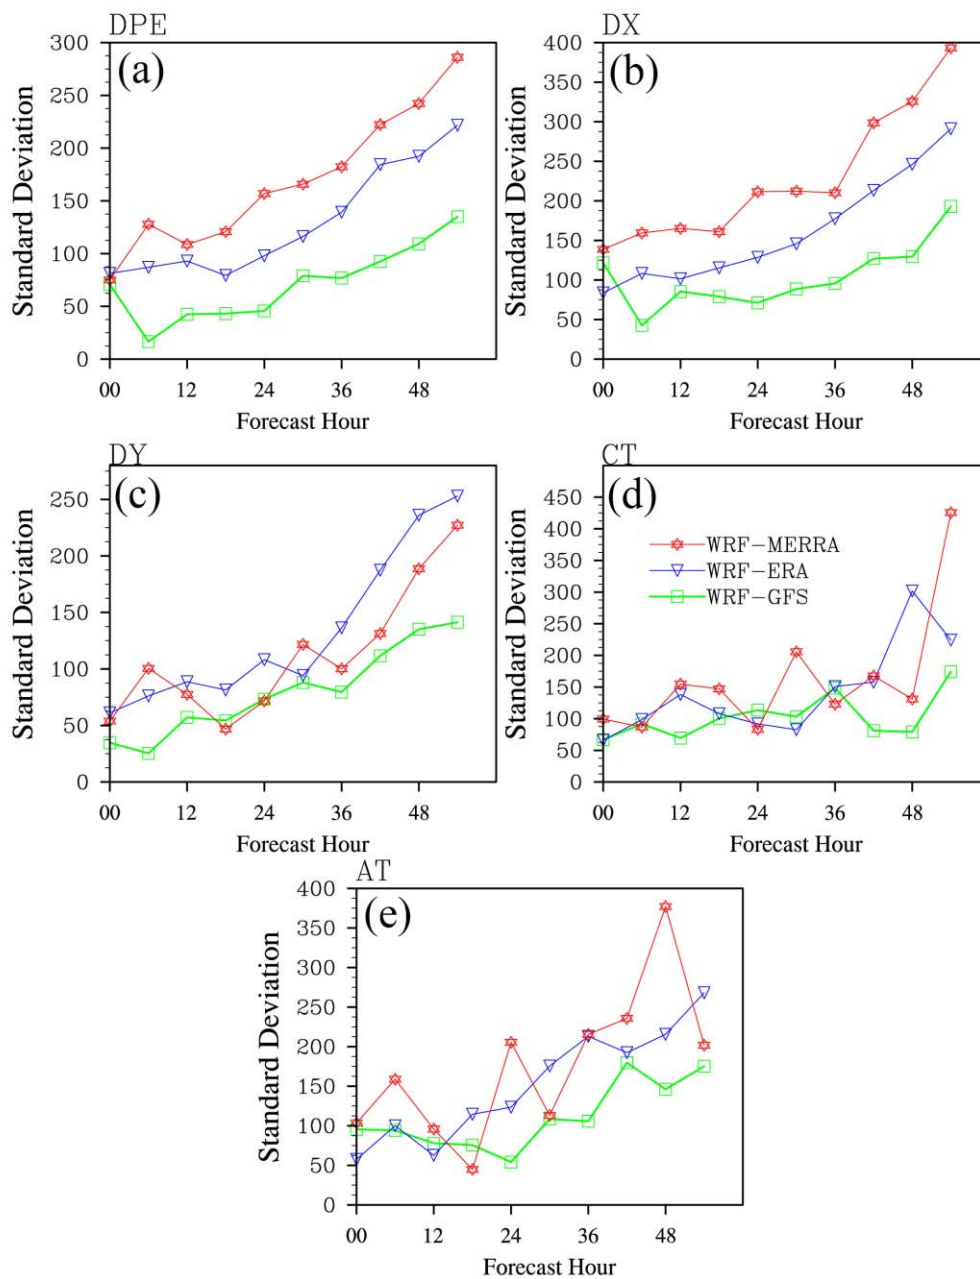 DPE
(a)
Standard Deviation
300
250
200
150
100
50
0
00 12 24 36 48
Forecast Hour
DX
(b)
Standard Deviation
400
350
300
250
200
150
100
50
0
00 12 24 36 48
Forecast Hour
DY
(c)
Standard Deviation
250
200
150
100
50
0
00 12 24 36 48
Forecast Hour
CT
(d)
Standard Deviation
450
400
350
300
250
200
150
100
50
0
WRF-MERRA
WRF-ERA
WRF-GFS
00 12 24 36 48
Forecast Hour
AT
(e)
Standard Deviation
400
350
300
250
200
150
100
50
0
00 12 24 36 48
Forecast Hour